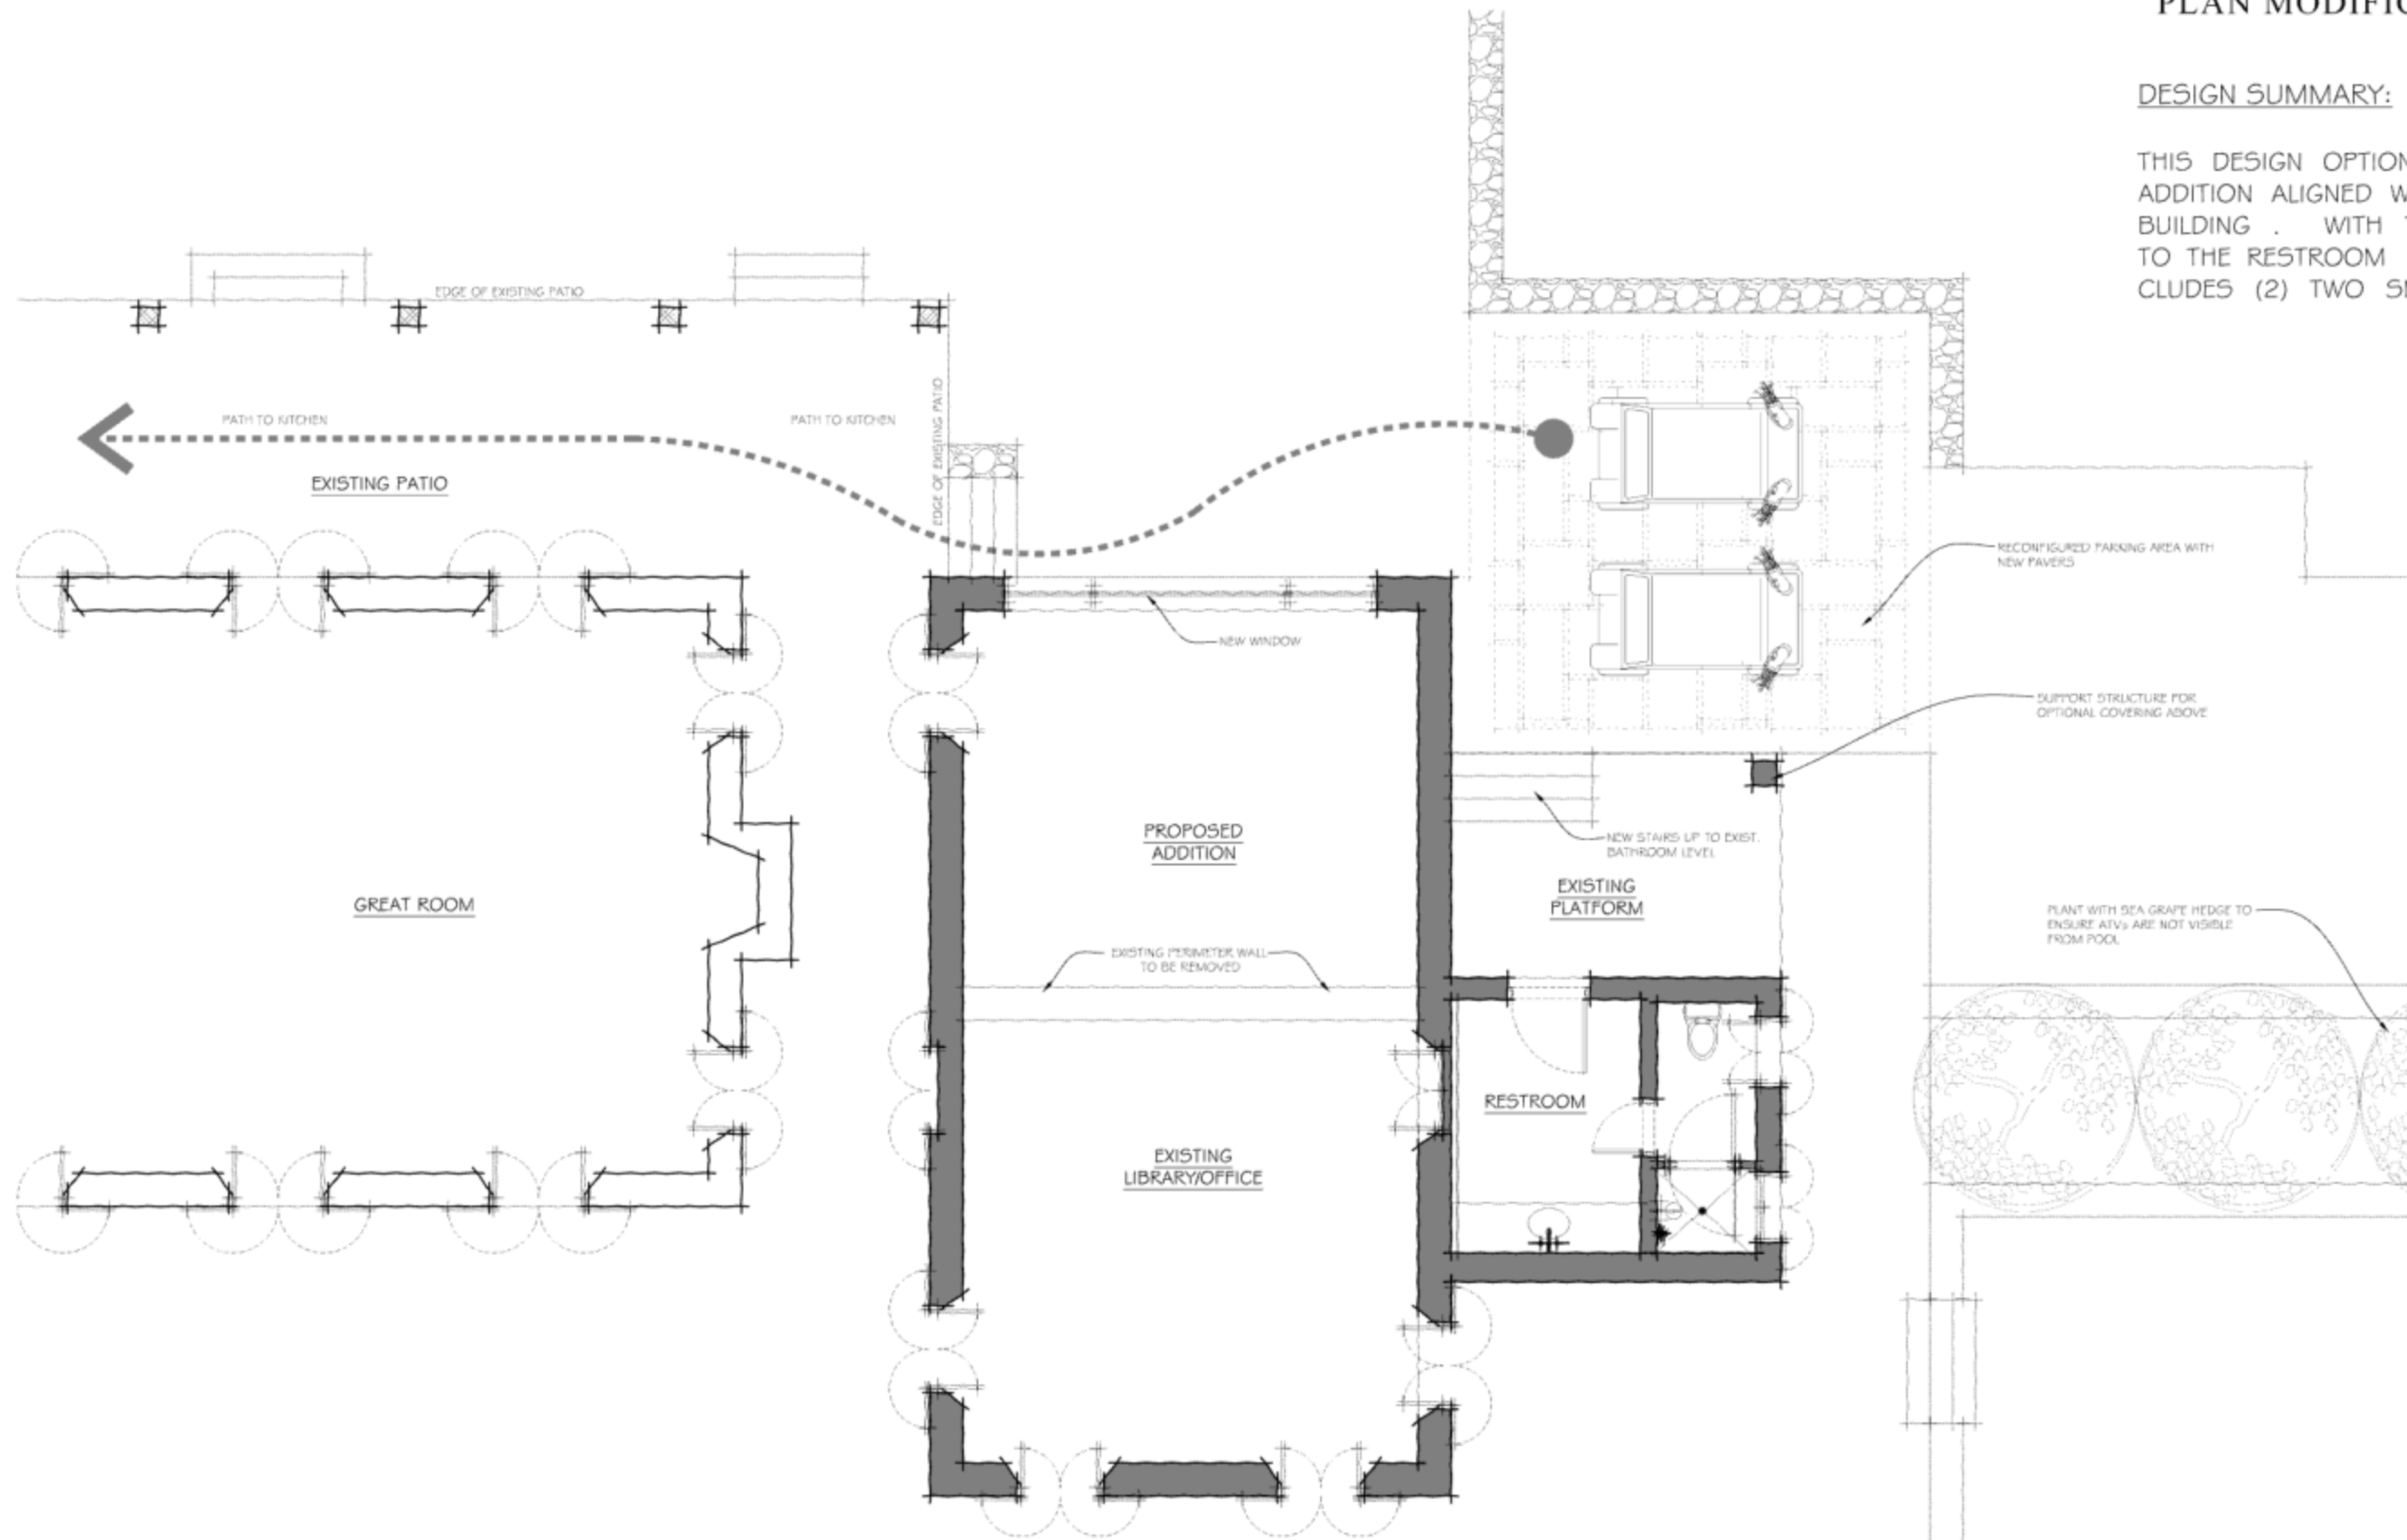 PLAN MODIFIC
DESIGN SUMMARY:
THIS DESIGN OPTION
ADDITION ALIGNED W
BUILDING . WITH
TO THE RESTROOM
CLUDES (2) TWO
EDGE OF EXISTING PATIO
EDGE OF EXISTING PATIO
PATH TO KITCHEN
PATH TO KITCHEN
EXISTING PATIO
RECONFIGURED PARKING AREA WITH
NEW PAVERS
NEW WINDOW
SUPPORT STRUCTURE FOR
OPTIONAL COVERING ABOVE
PROPOSED
ADDITION
NEW STAIRS UP TO EXIST.
BATHROOM LEVEL
GREAT ROOM
EXISTING
PLATFORM
PLANT WITH SEA GRAPE HEDGE TO
ENSURE ATVs ARE NOT VISIBLE
FROM POOL
EXISTING PERIMETER WALL
TO BE REMOVED
RESTROOM
EXISTING
LIBRARY/OFFICE